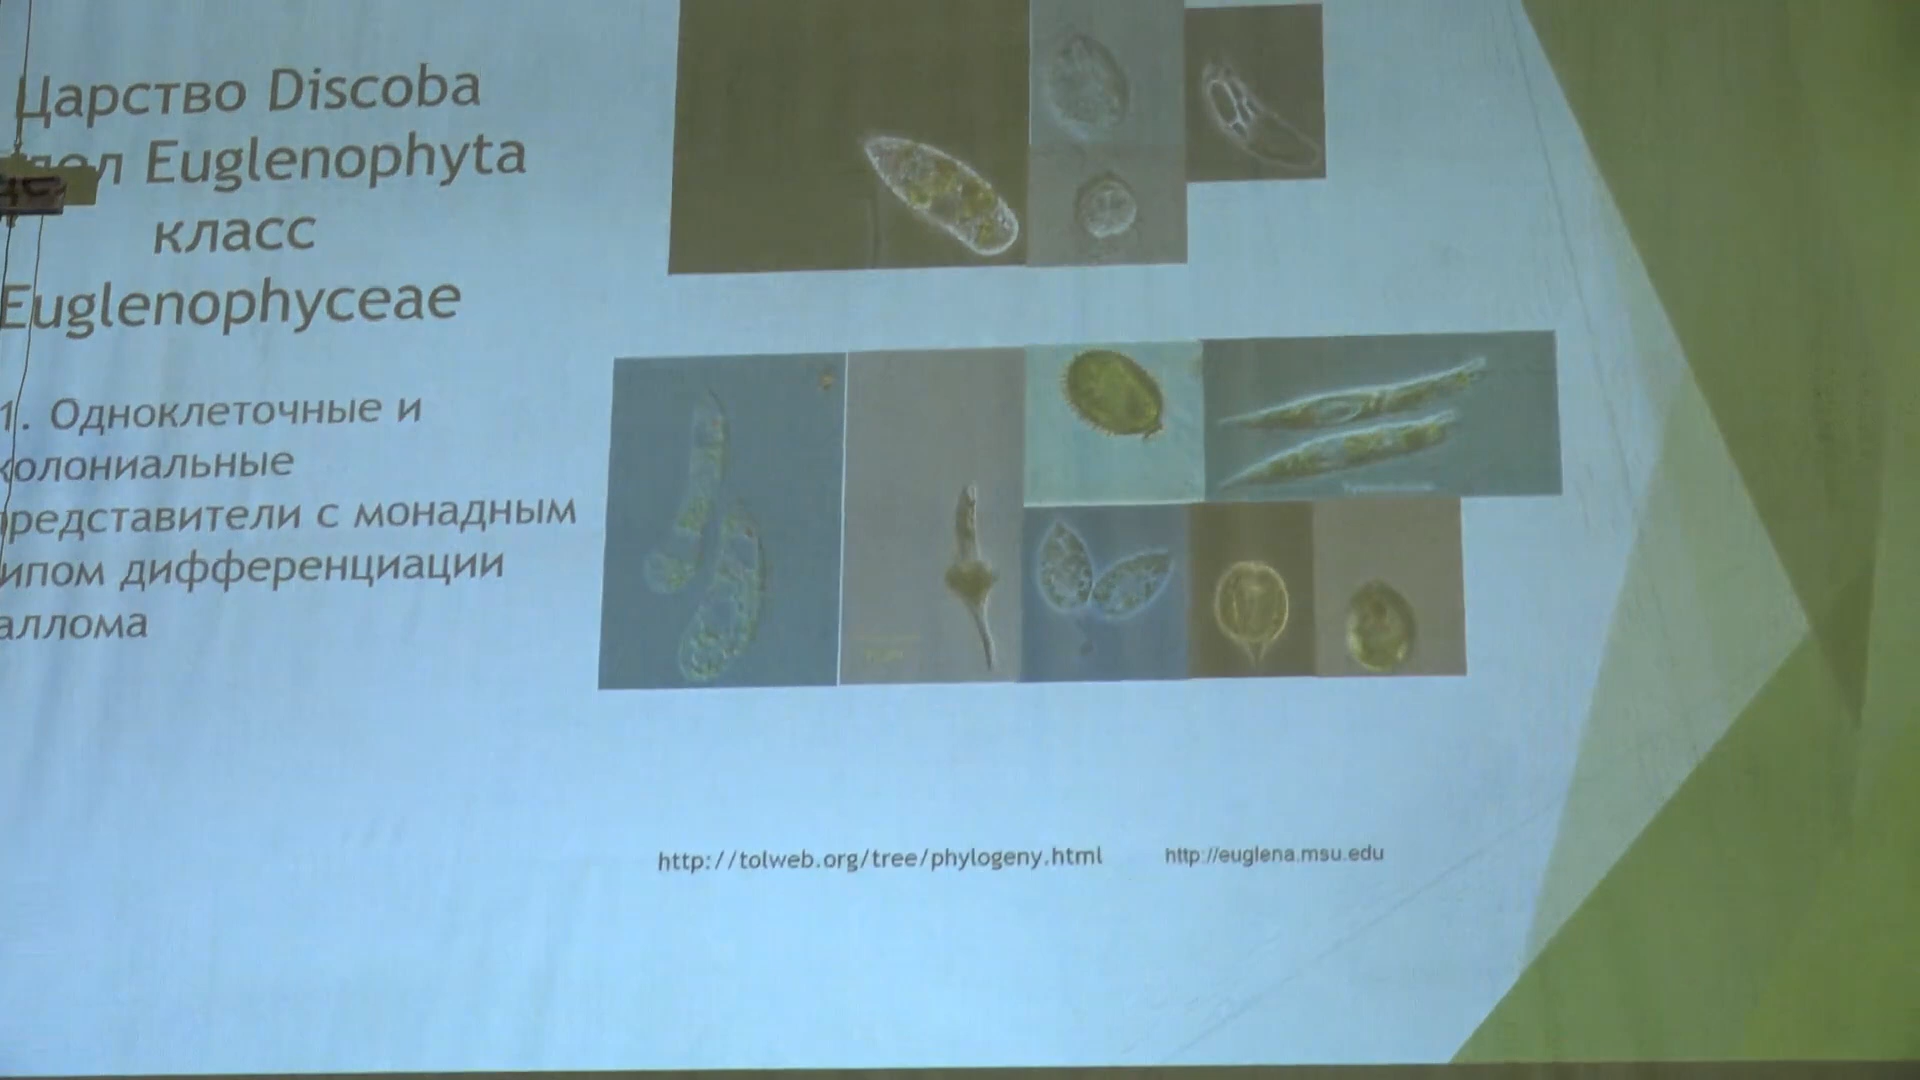 Царство Discoba
Euglenophyta
класс
Euglenophyceae
1. Одноклеточные и
колониальные
представители с монадным
типом дифференциации
таллома
http://tolweb.org/tree/phylogeny.html
http://euglena.msu.edu